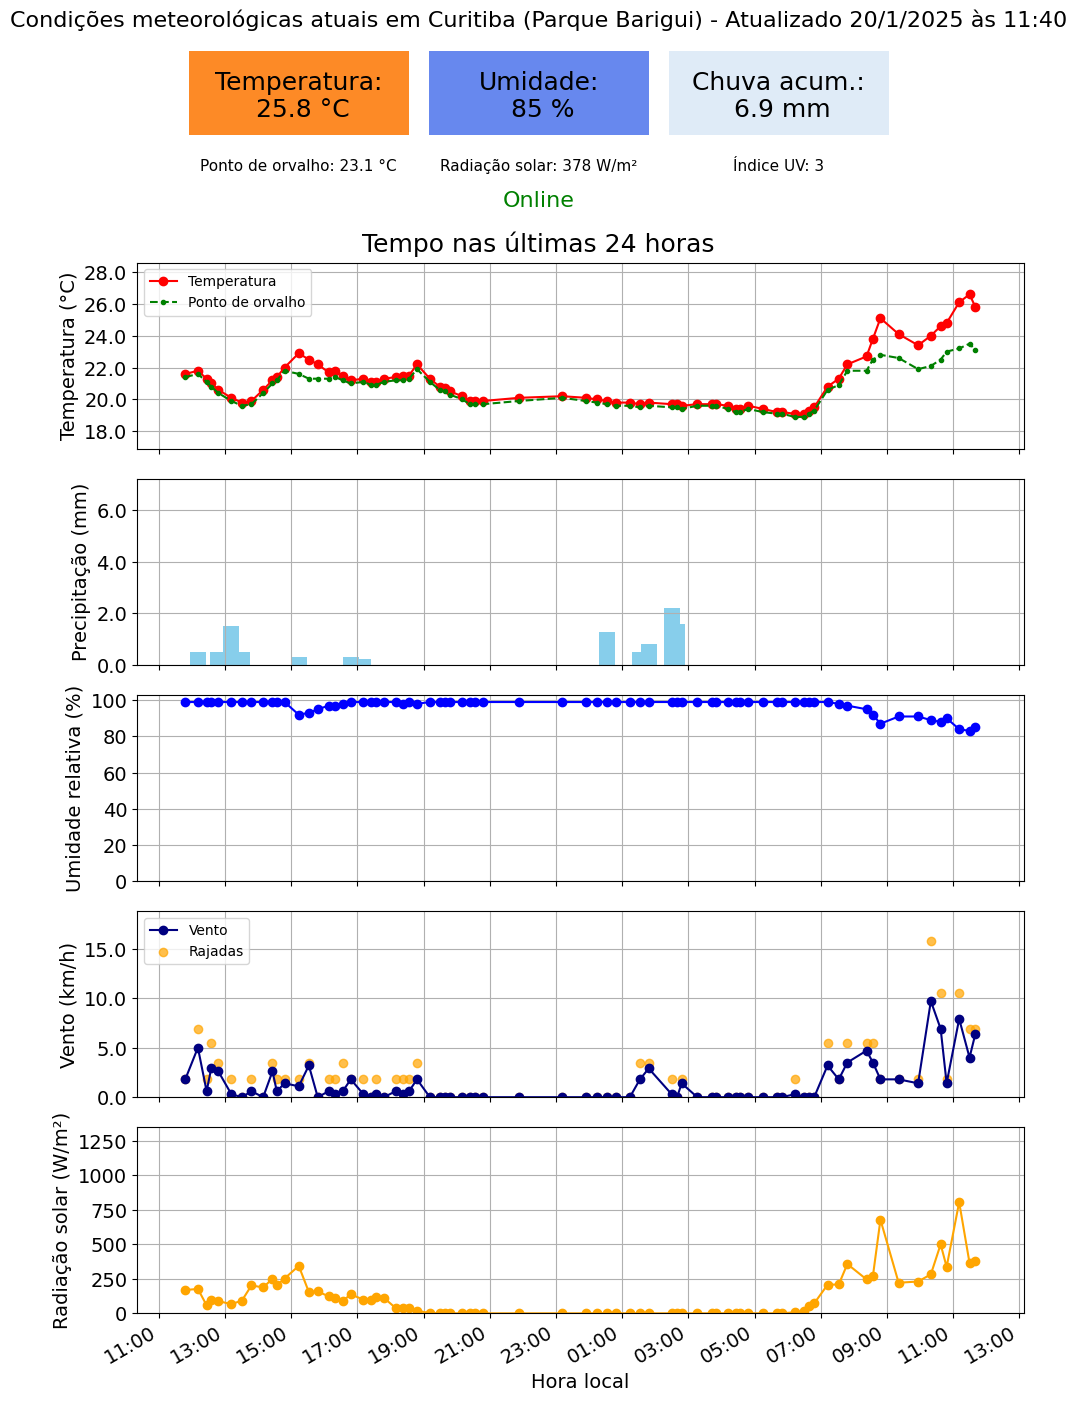 Condições meteorológicas atuais em Curitiba (Parque Barigui) - Atualizado 20/1/2025 às 11:40
Temperatura:
25.8 °C
Umidade:
85 %
Chuva acum.:
6.9 mm
Ponto de orvalho: 23.1 °C
Radiação solar: 378 W/m²
Índice UV: 3
Online
Tempo nas últimas 24 horas
Temperatura (°C)
28.0
26.0
24.0
22.0
20.0
18.0
Temperatura
Ponto de orvalho
Precipitação (mm)
6.0
4.0
2.0
0.0
Umidade relativa (%)
100
80
60
40
20
0
Vento (km/h)
15.0
10.0
5.0
0.0
Vento
Rajadas
Radiação solar (W/m²)
1250
1000
750
500
250
0
11:00
13:00
15:00
17:00
19:00
21:00
23:00
01:00
03:00
05:00
07:00
09:00
11:00
13:00
Hora local